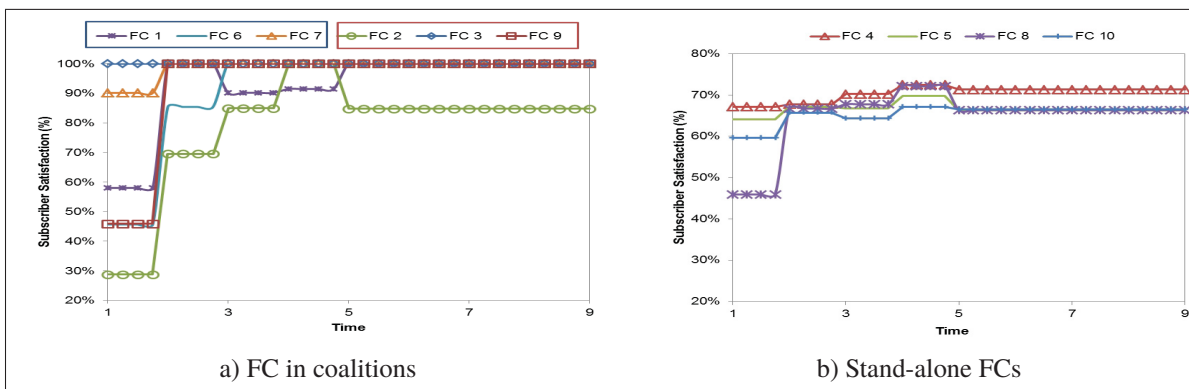 FC 1 FC 6 FC 7 FC 2 FC 3 FC 9
Subscriber Satisfaction (%)
100%
90%
80%
70%
60%
50%
40%
30%
20%
1 3 5 7 9
Time
a) FC in coalitions
FC 4 FC 5 FC 8 FC 10
Subscriber Satisfaction (%)
80%
70%
60%
50%
40%
30%
20%
1 3 5 7 9
Time
b) Stand-alone FCs